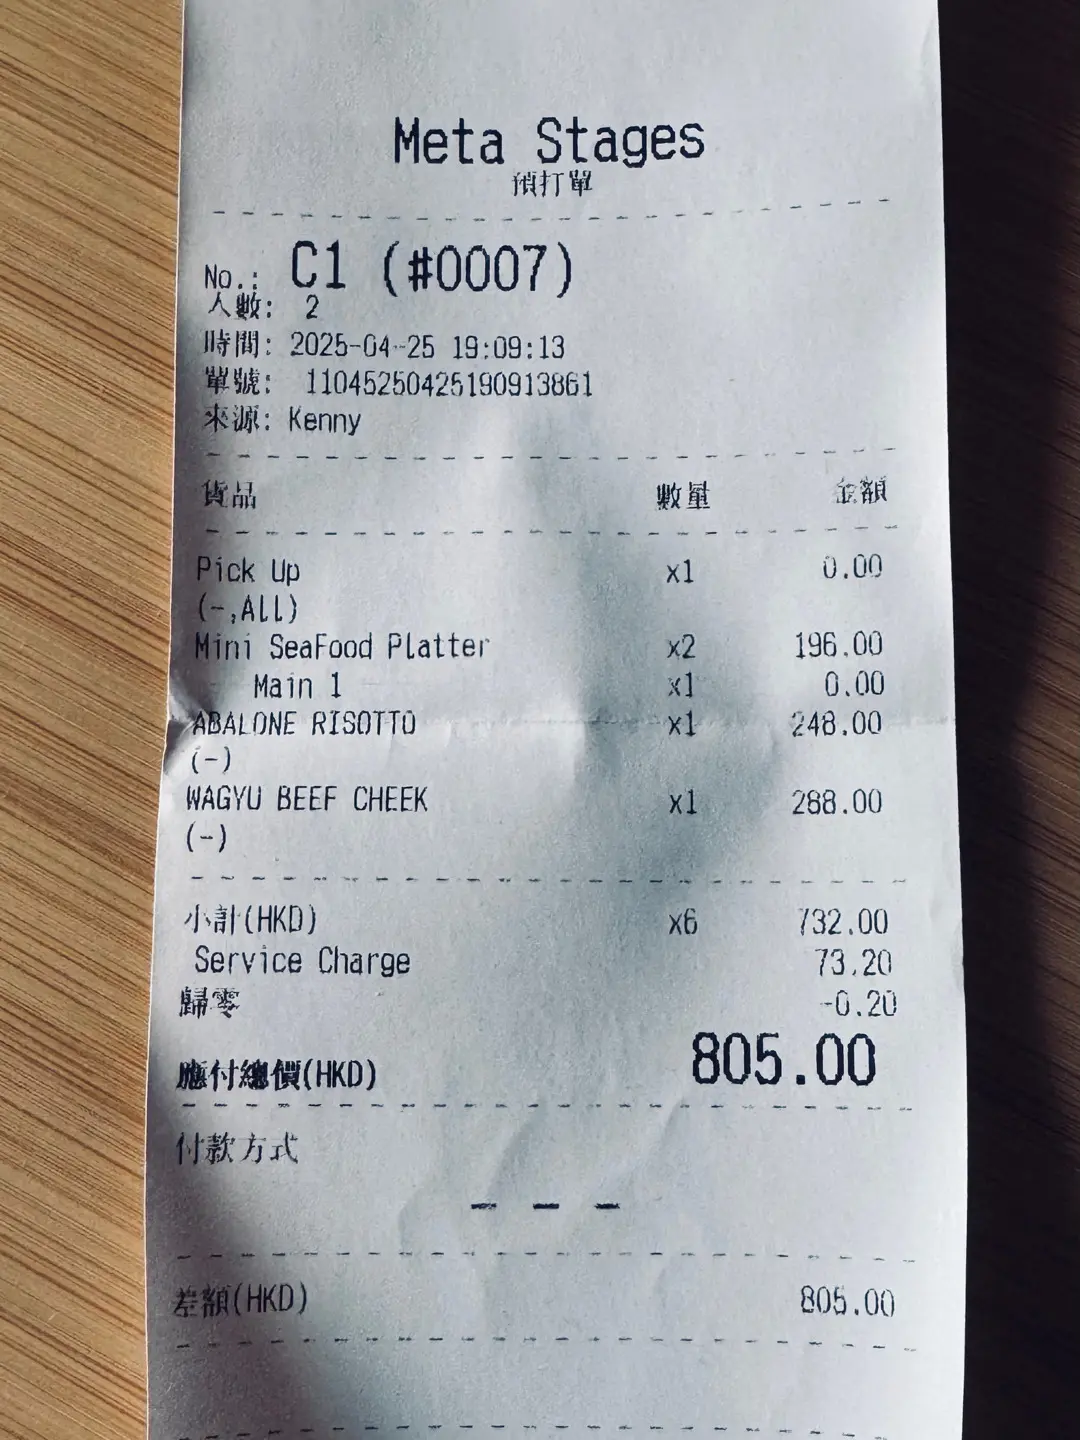 Meta Stages
預打單
No.: C1 (#0007)
人數: 2
時間: 2025-04-25 19:09:13
單號: 11045250425190913861
來源: Kenny
貨品 數量 金額
Pick Up x1 0.00
(-,ALL)
Mini SeaFood Platter x2 196.00
Main 1 x1 0.00
ABALONE RISOTTO x1 248.00
(-)
WAGYU BEEF CHEEK x1 288.00
(-)
小計(HKD) x6 732.00
Service Charge 73.20
歸零 -0.20
應付總價(HKD) 805.00
付款方式
- - -
差額(HKD) 805.00